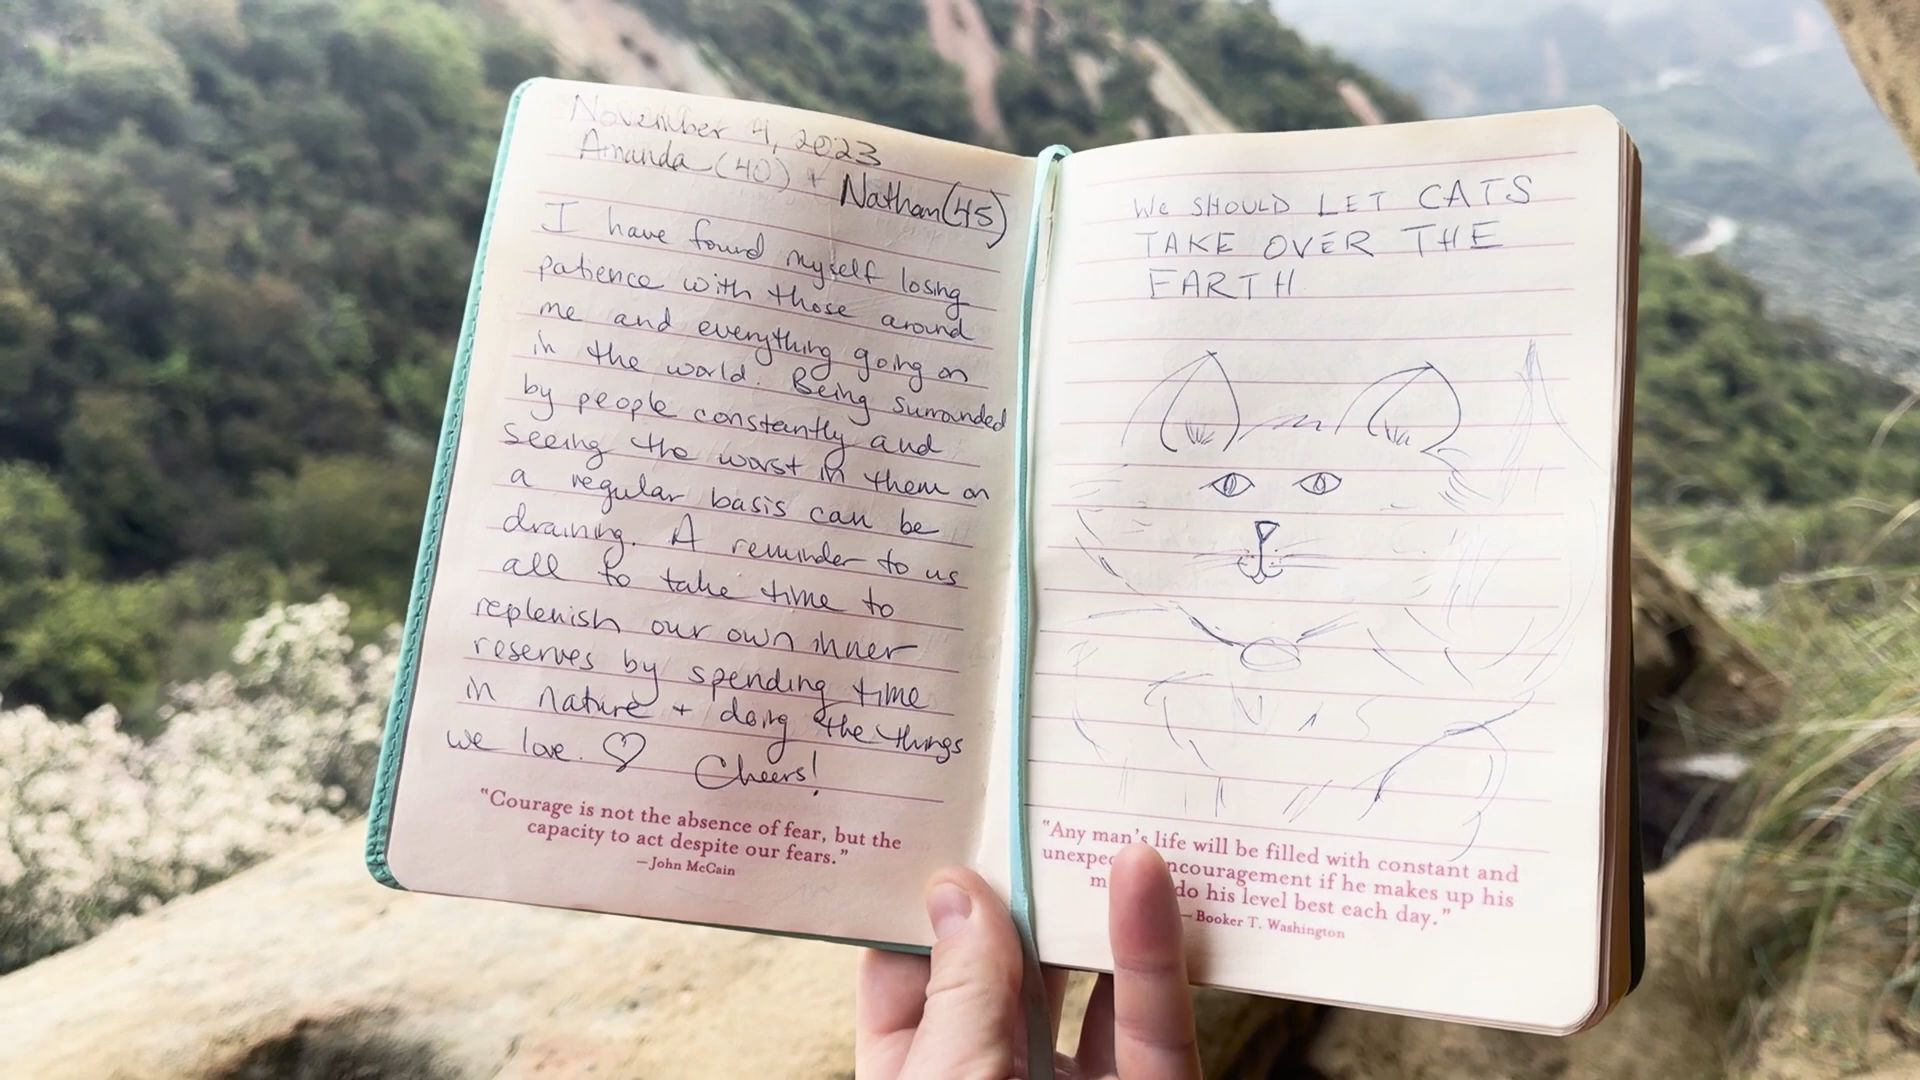 November 4, 2023
Amanda (40) + Nathan (45)
I have found myself losing
patience with those around
me and everything going on
in the world. Being surrounded
by people constantly and
seeing the worst in them on
a regular basis can be
draining. A reminder to us
all to take time to
replenish our own inner
reserves by spending time
in nature + doing the things
we love. ♡ Cheers!
"Courage is not the absence of fear, but the
capacity to act despite our fears."
—John McCain
We SHOULD LET CATS
TAKE OVER THE
EARTH
"Any man's life will be filled with constant and
encouragement if he makes up his
do his level best each day."
— Booker T. Washington